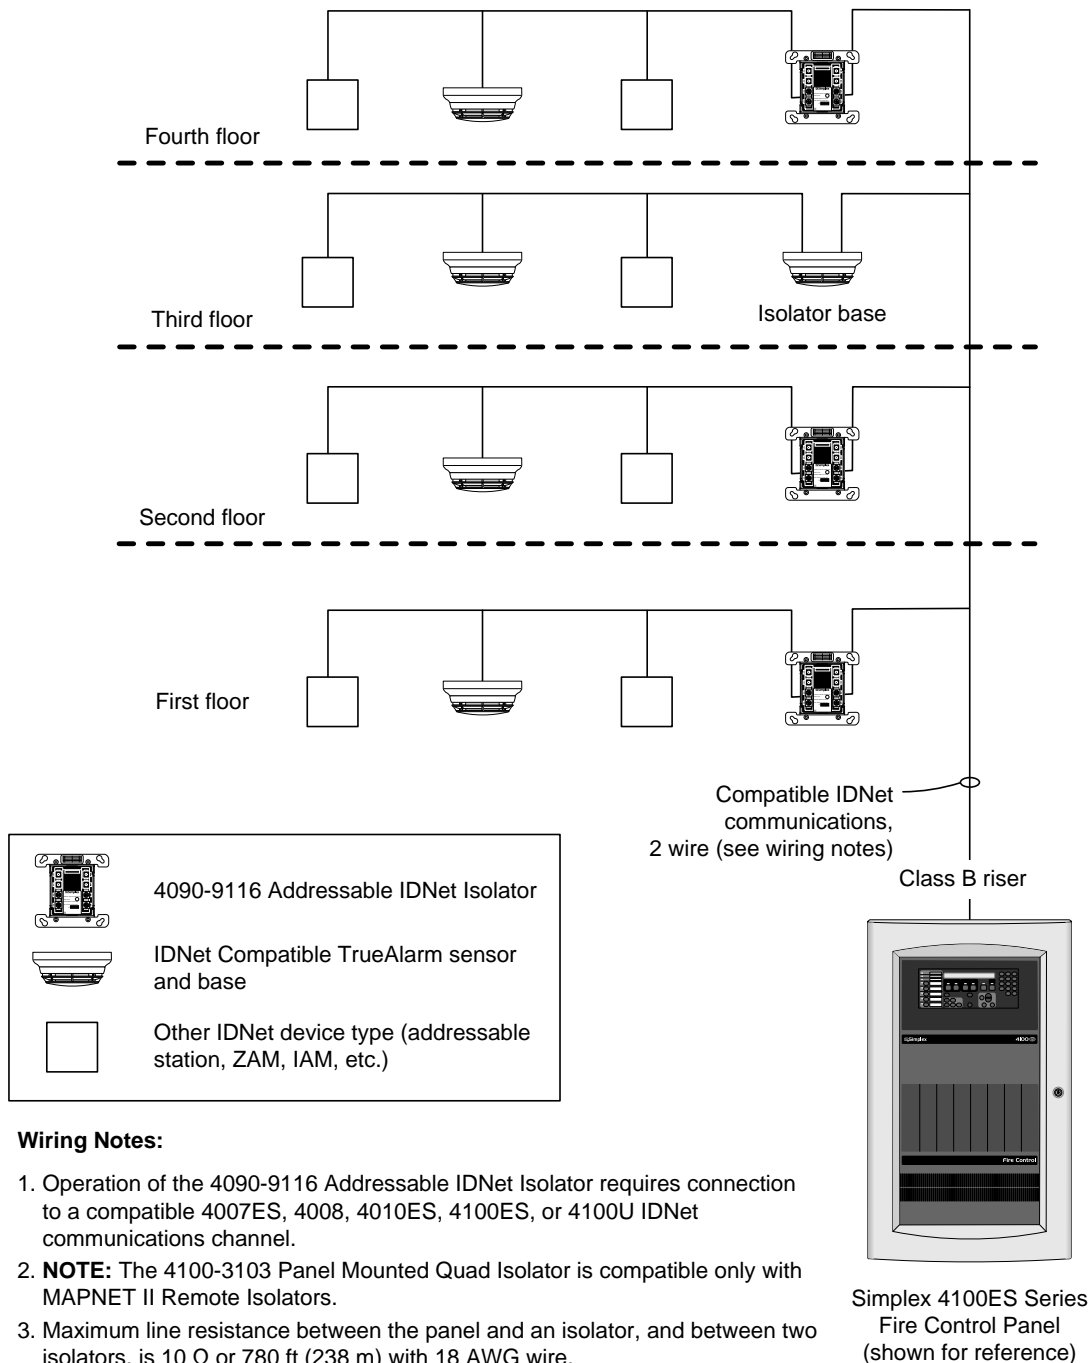 Fourth floor
Third floor
Isolator base
Second floor
First floor
Compatible IDNet
communications,
2 wire (see wiring notes)
Class B riser
4090-9116 Addressable IDNet Isolator
IDNet Compatible TrueAlarm sensor
and base
Other IDNet device type (addressable
station, ZAM, IAM, etc.)
Simplex
4100ES
Fire Control
Simplex 4100ES Series
Fire Control Panel
(shown for reference)
Wiring Notes:
1. Operation of the 4090-9116 Addressable IDNet Isolator requires connection
to a compatible 4007ES, 4008, 4010ES, 4100ES, or 4100U IDNet
communications channel.
2. NOTE: The 4100-3103 Panel Mounted Quad Isolator is compatible only with
MAPNET II Remote Isolators.
3. Maximum line resistance between the panel and an isolator, and between two
isolators, is 10 Ω or 780 ft (238 m) with 18 AWG wire.